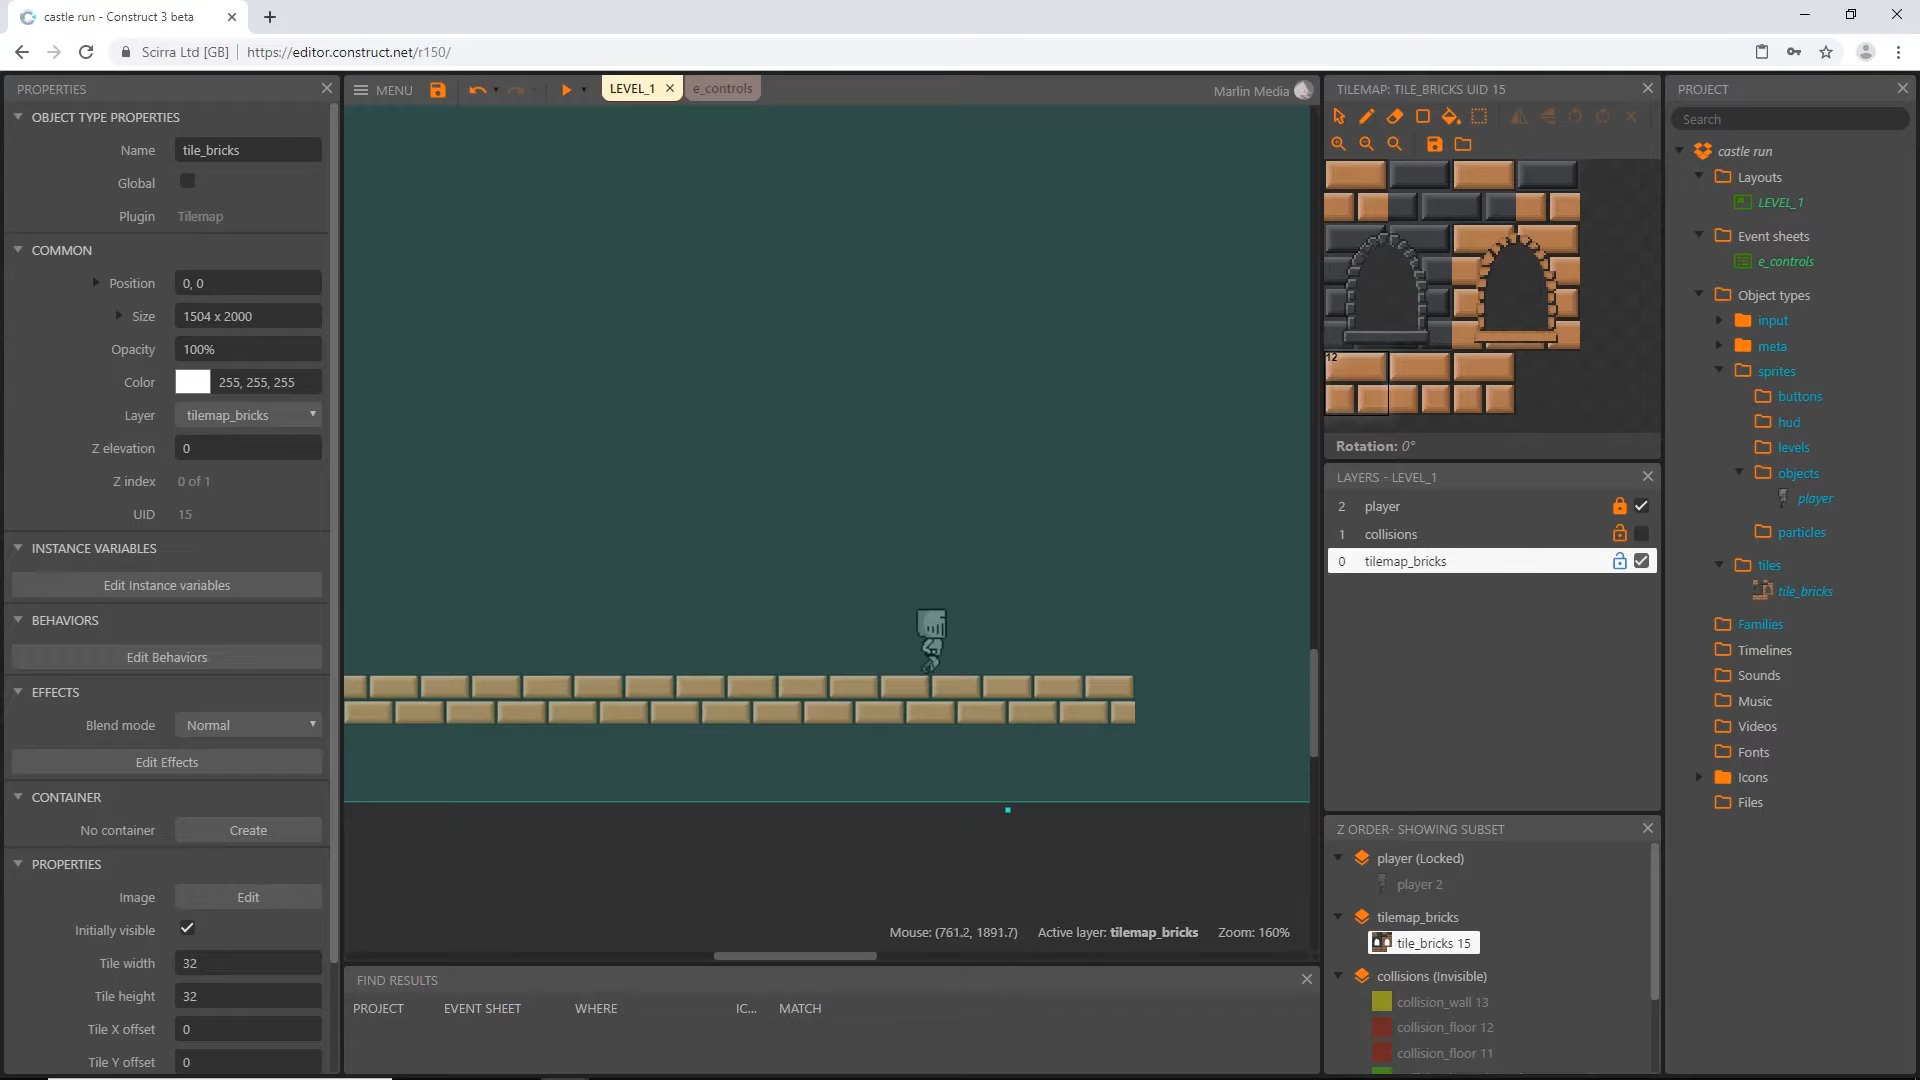 castle run - Construct 3 beta
Scirra Ltd [GB] https://editor.construct.net/r150/
PROPERTIES
OBJECT TYPE PROPERTIES
Name tile_bricks
Global
Plugin Tilemap
COMMON
Position 0, 0
Size 1504 x 2000
Opacity 100%
Color 255, 255, 255
Layer tilemap_bricks
Z elevation 0
Z index 0 of 1
UID 15
INSTANCE VARIABLES
Edit Instance variables
BEHAVIORS
Edit Behaviors
EFFECTS
Blend mode Normal
Edit Effects
CONTAINER
No container Create
PROPERTIES
Image Edit
Initially visible
Tile width 32
Tile height 32
Tile X offset 0
Tile Y offset 0
MENU
LEVEL_1
e_controls
Marlin Media
Mouse: (761.2, 1891.7) Active layer: tilemap_bricks Zoom: 160%
FIND RESULTS
PROJECT EVENT SHEET WHERE IC... MATCH
TILEMAP: TILE_BRICKS UID 15
12
Rotation: 0°
LAYERS - LEVEL_1
2 player
1 collisions
0 tilemap_bricks
Z ORDER- SHOWING SUBSET
player (Locked)
player 2
tilemap_bricks
tile_bricks 15
collisions (Invisible)
collision_wall 13
collision_floor 12
collision_floor 11
PROJECT
Search
castle run
Layouts
LEVEL_1
Event sheets
e_controls
Object types
input
meta
sprites
buttons
hud
levels
objects
player
particles
tiles
tile_bricks
Families
Timelines
Sounds
Music
Videos
Fonts
Icons
Files